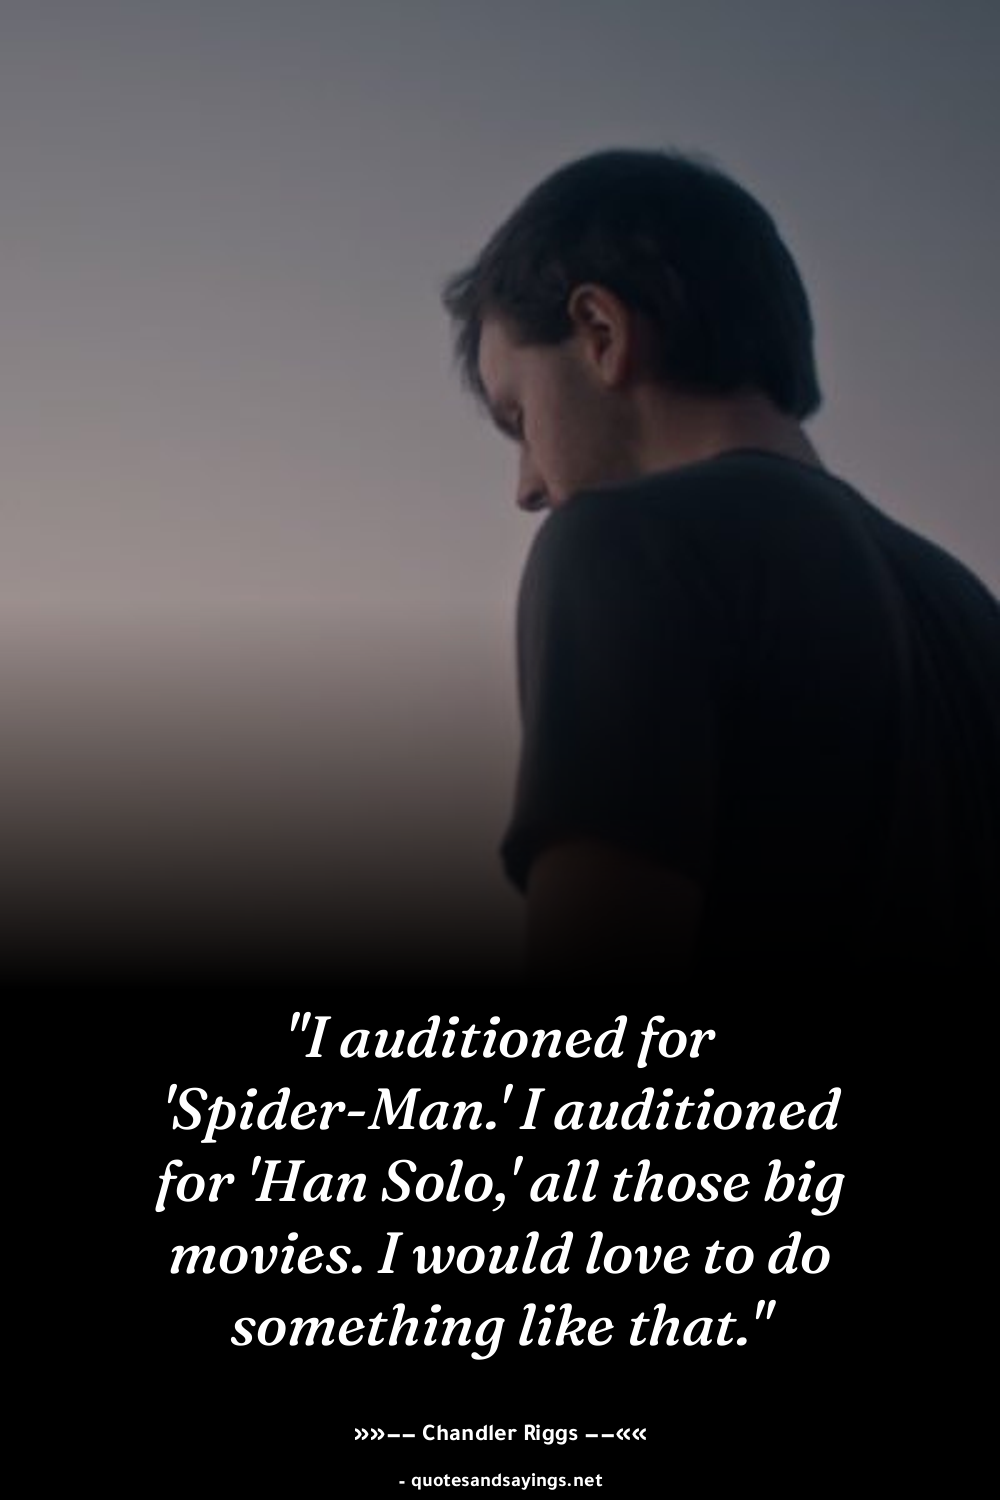 "I auditioned for
'Spider-Man.' I auditioned
for 'Han Solo,' all those big
movies. I would love to do
something like that."
»»−− Chandler Riggs −−««
- quotesandsayings.net